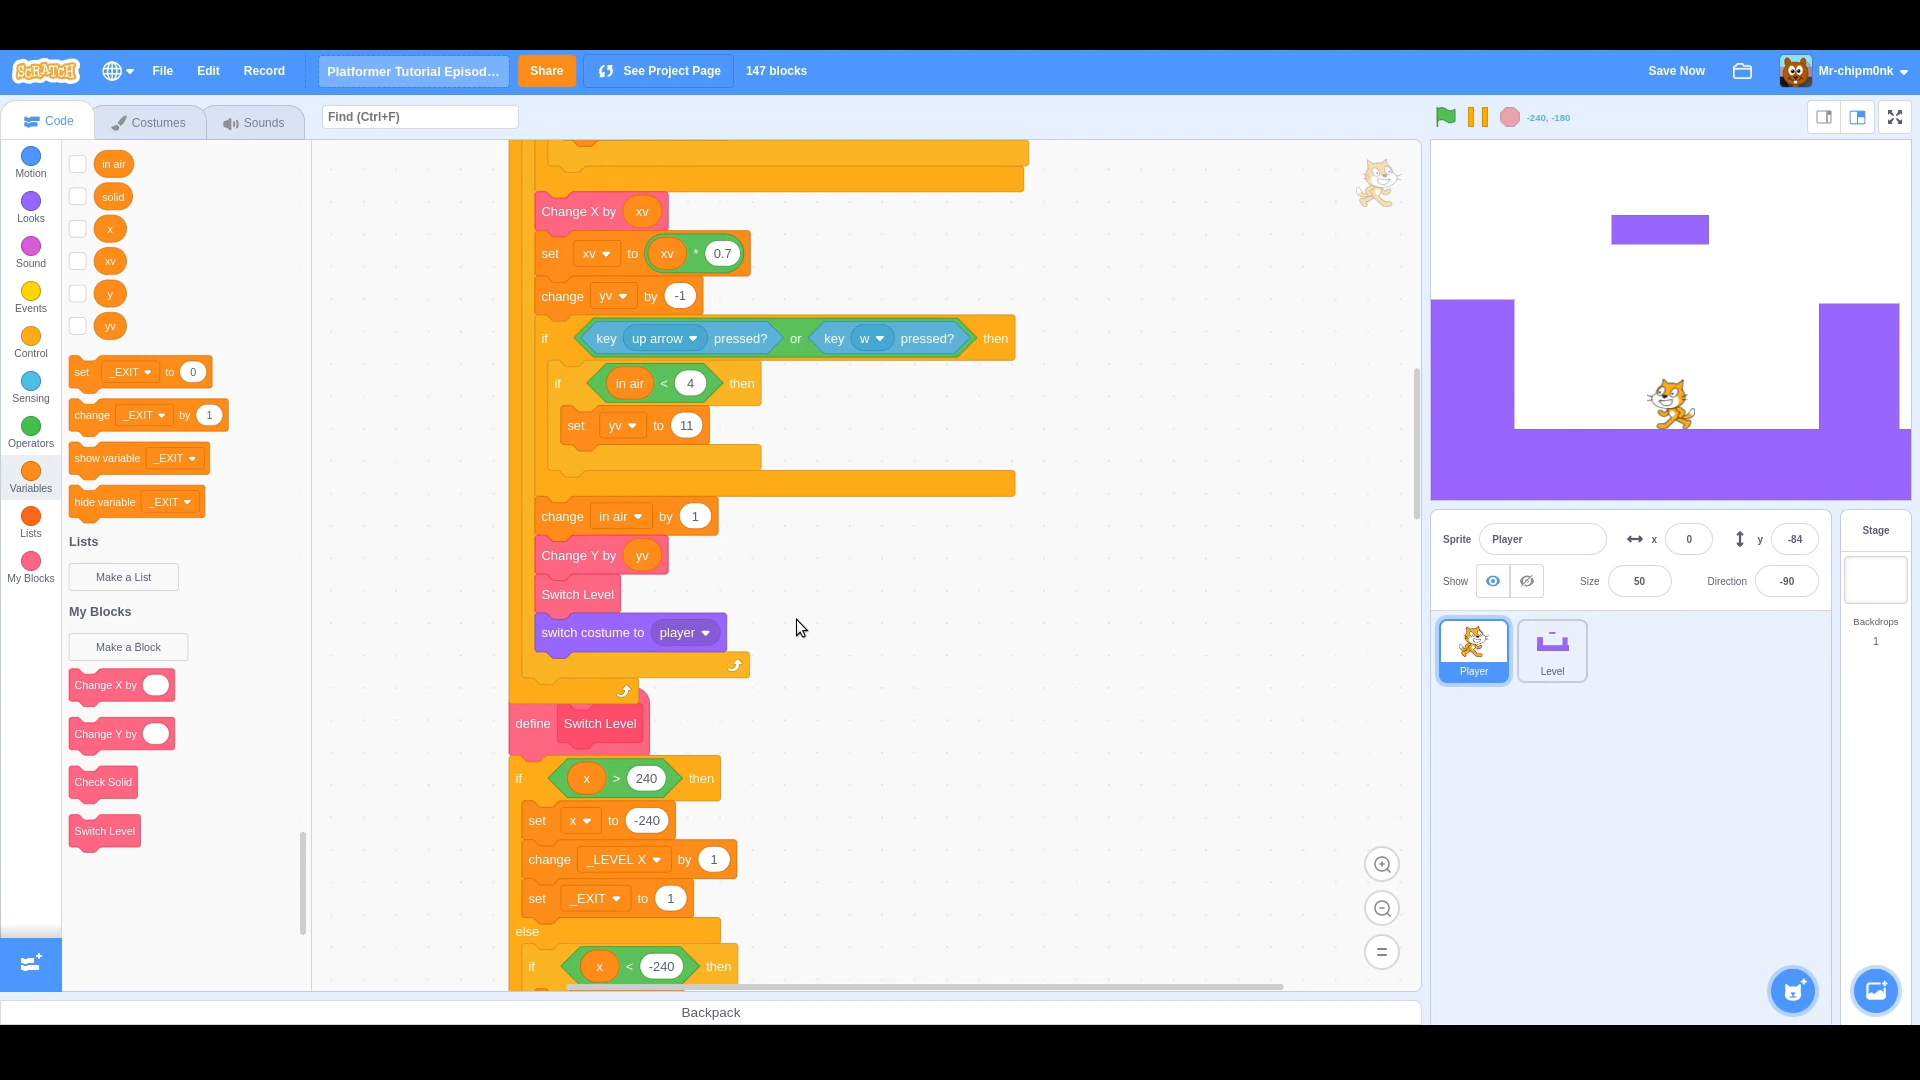 SCRATCH
File
Edit
Record
Platformer Tutorial Episod...
Share
See Project Page
147 blocks
Save Now
Mr-chipm0nk
Code
Costumes
Sounds
Find (Ctrl+F)
-240, -180
Motion
Looks
Sound
Events
Control
Sensing
Operators
Variables
Lists
My Blocks
in air
solid
x
xv
y
yv
set _EXIT to 0
change _EXIT by 1
show variable _EXIT
hide variable _EXIT
Lists
Make a List
My Blocks
Make a Block
Change X by
Change Y by
Check Solid
Switch Level
Change X by xv
set xv to xv * 0.7
change yv by -1
if key up arrow pressed? or key w pressed? then
if in air < 4 then
set yv to 11
change in air by 1
Change Y by yv
Switch Level
switch costume to player
define Switch Level
if x > 240 then
set x to -240
change _LEVEL X by 1
set _EXIT to 1
else
if x < -240 then
Backpack
Sprite Player x 0 y -84
Show Size 50 Direction -90
Player
Level
Stage
Backdrops
1